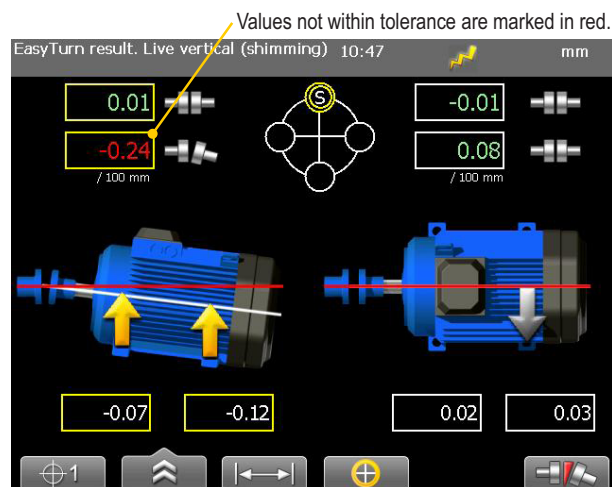 Values not within tolerance are marked in red.
EasyTurn result. Live vertical (shimming) 10:47 mm
0.01 S -0.01
-0.24 0.08
/ 100 mm / 100 mm
-0.07 -0.12 0.02 0.03
1